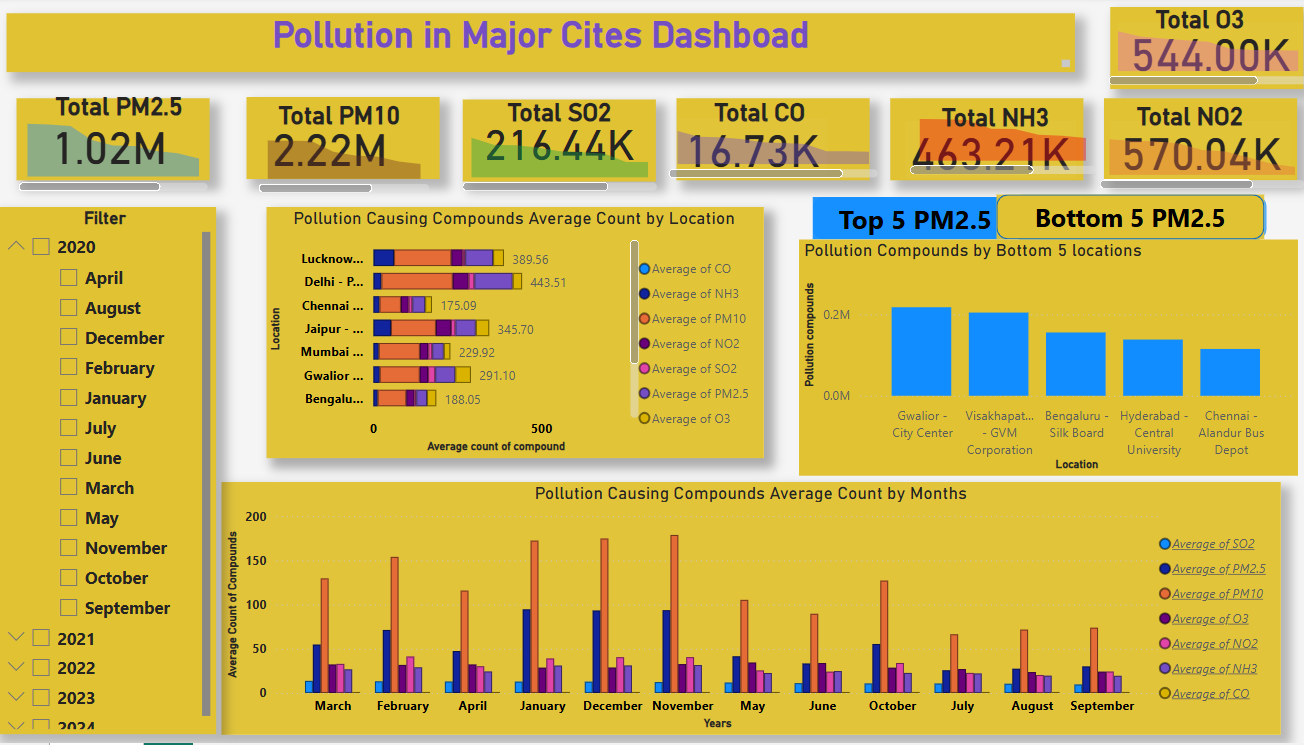 Pollution in Major Cites Dashboad
Total O3
544.00K
Total PM2.5
1.02M
Total PM10
2.22M
Total SO2
216.44K
Total CO
16.73K
Total NH3
463.21K
Total NO2
570.04K
Filter
2020
April
August
December
February
January
July
June
March
May
November
October
September
2021
2022
2023
2024
Pollution Causing Compounds Average Count by Location
Location
Lucknow... 389.56
Delhi - P... 443.51
Chennai ... 175.09
Jaipur - ... 345.70
Mumbai ... 229.92
Gwalior ... 291.10
Bengalu... 188.05
0 500
Average count of compound
Average of CO
Average of NH3
Average of PM10
Average of NO2
Average of SO2
Average of PM2.5
Average of O3
Top 5 PM2.5
Bottom 5 PM2.5
Pollution Compounds by Bottom 5 locations
Pollution compounds
0.2M
0.0M
Gwalior -
City Center
Visakhapat...
- GVM
Corporation
Bengaluru -
Silk Board
Hyderabad -
Central
University
Chennai -
Alandur Bus
Depot
Location
Pollution Causing Compounds Average Count by Months
Average Count of Compounds
200
150
100
50
0
March February April January December November May June October July August September
Years
Average of SO2
Average of PM2.5
Average of PM10
Average of O3
Average of NO2
Average of NH3
Average of CO